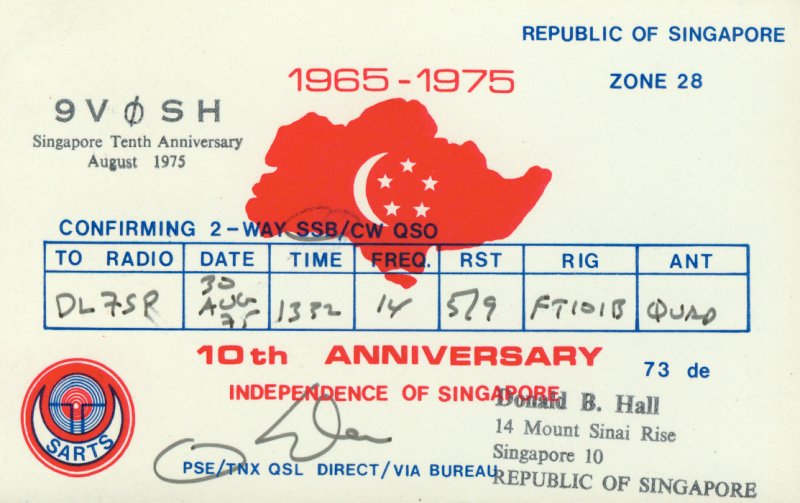 REPUBLIC OF SINGAPORE
1965-1975
ZONE 28
9VØSH
Singapore Tenth Anniversary
August 1975
CONFIRMING 2-WAY SSB/CW QSO
TO RADIO DATE TIME FREQ. RST RIG ANT
DL7SP 30 AUG 75 1332 14 5/9 FT101B QUAD
10th ANNIVERSARY
73 de
INDEPENDENCE OF SINGAPORE
Donald B. Hall
14 Mount Sinai Rise
Singapore 10
REPUBLIC OF SINGAPORE
SARTS
PSE/TNX QSL DIRECT/VIA BUREAU